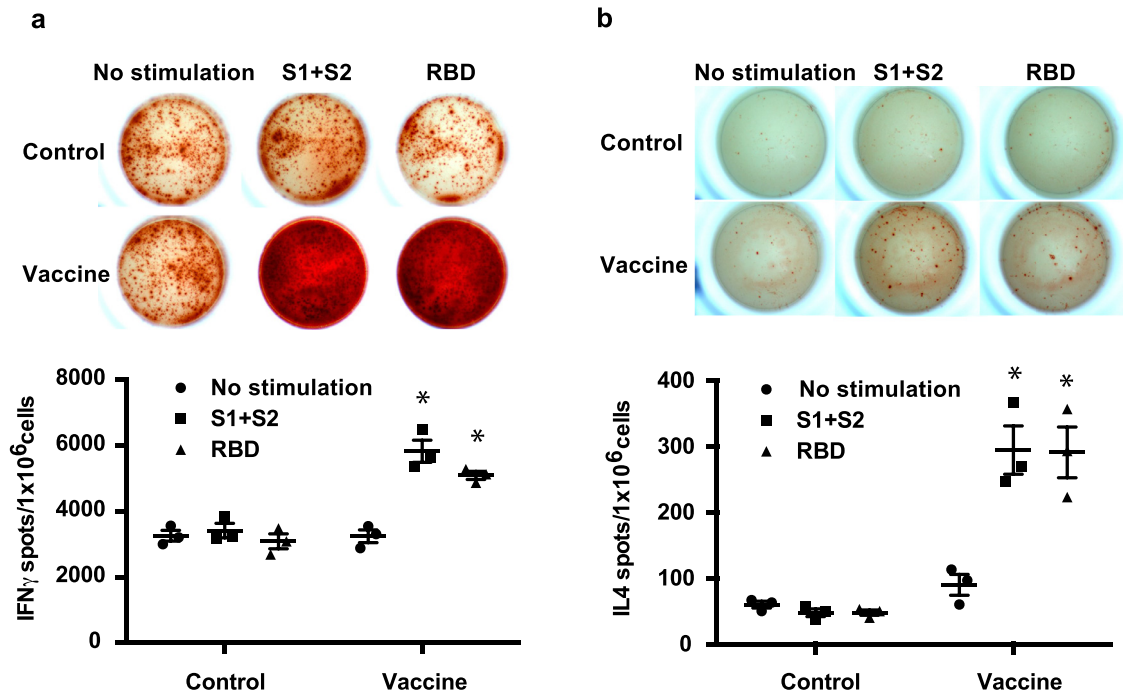 a
No stimulation S1+S2 RBD
Control
Vaccine
8000
6000
4000
2000
0
IFNγ spots/1x10⁶cells
No stimulation
S1+S2
RBD
*
*
Control Vaccine
b
No stimulation S1+S2 RBD
Control
Vaccine
400
300
200
100
0
IL4 spots/1x10⁶cells
No stimulation
S1+S2
RBD
* *
Control Vaccine